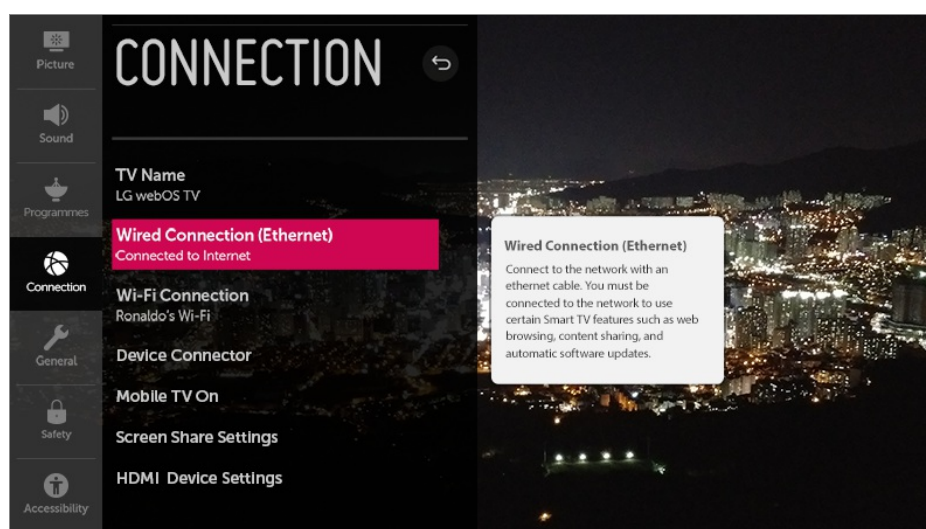 Picture
Sound
Programmes
Connection
General
Safety
Accessibility
CONNECTION
TV Name
LG webOS TV
Wired Connection (Ethernet)
Connected to Internet
Wi-Fi Connection
Ronaldo's Wi-Fi
Device Connector
Mobile TV On
Screen Share Settings
HDMI Device Settings
Wired Connection (Ethernet)
Connect to the network with an
ethernet cable. You must be
connected to the network to use
certain Smart TV features such as web
browsing, content sharing, and
automatic software updates.